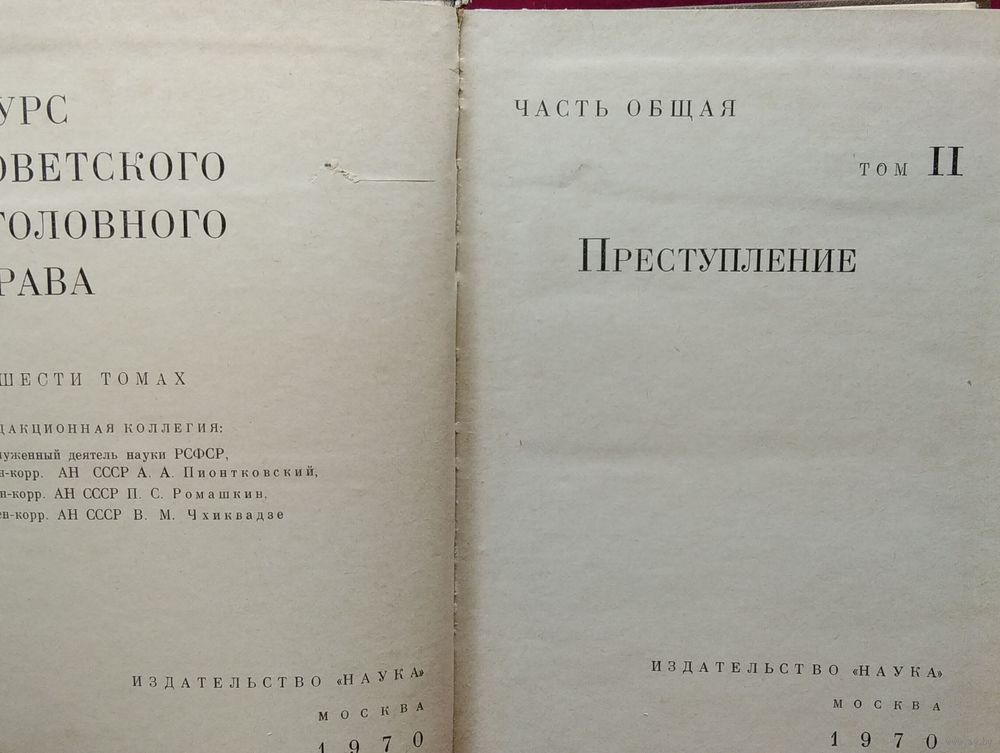 УРС
ОВЕТСКОГО
ГОЛОВНОГО
РАВА
ШЕСТИ ТОМАХ
ДАКЦИОННАЯ КОЛЛЕГИЯ:
луженный деятель науки РСФСР,
н-корр. АН СССР А. А. Пионтковский,
н-корр. АН СССР П. С. Ромашкин,
ен-корр. АН СССР В. М. Чхиквадзе
ИЗДАТЕЛЬСТВО «НАУКА»
МОСКВА
1970
ЧАСТЬ ОБЩАЯ
ТОМ II
ПРЕСТУПЛЕНИЕ
ИЗДАТЕЛЬСТВО «НАУКА»
МОСКВА
1970